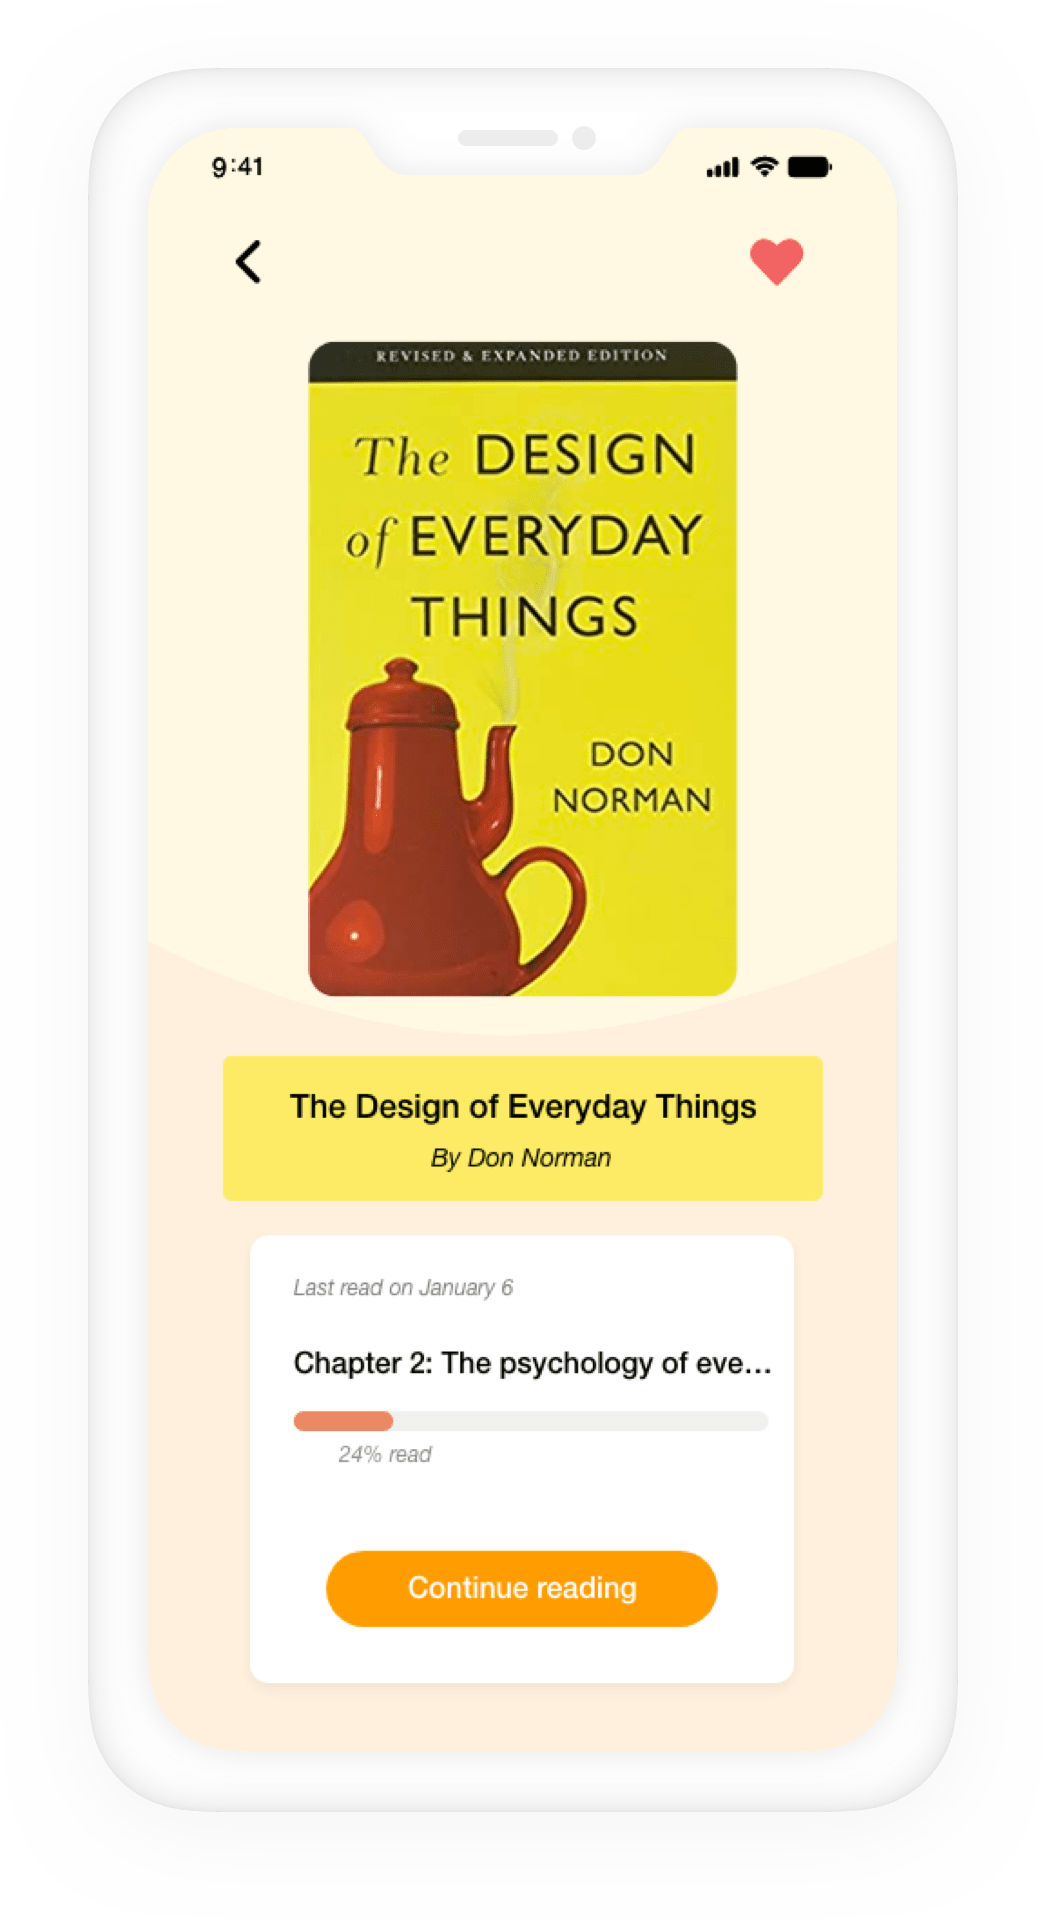 9:41
REVISED & EXPANDED EDITION
The DESIGN
of EVERYDAY
THINGS
DON
NORMAN
The Design of Everyday Things
By Don Norman
Last read on January 6
Chapter 2: The psychology of eve...
24% read
Continue reading